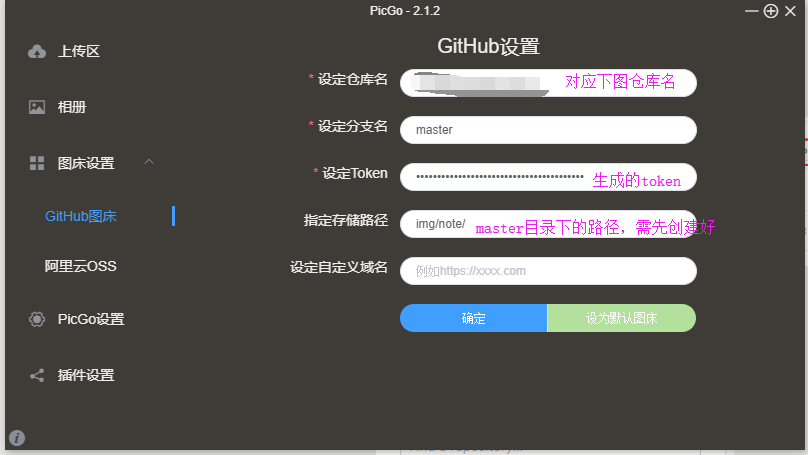 PicGo - 2.1.2
上传区
相册
图床设置
GitHub图床
阿里云OSS
PicGo设置
插件设置
GitHub设置
* 设定仓库名 对应下图仓库名
* 设定分支名 master
* 设定Token ••••••••••••••••••••••••••••••••••••••• 生成的token
指定存储路径 img/note/ master目录下的路径，需先创建好
设定自定义域名 例如https://xxxx.com
确定 设为默认图床